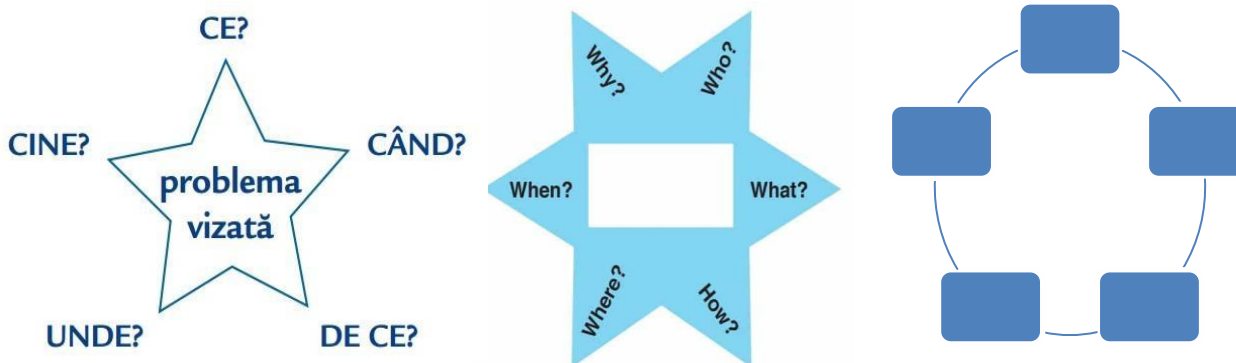 CE?
CINE?
CÂND?
problema
vizată
UNDE?
DE CE?
Why?
Who?
When?
What?
Where?
How?